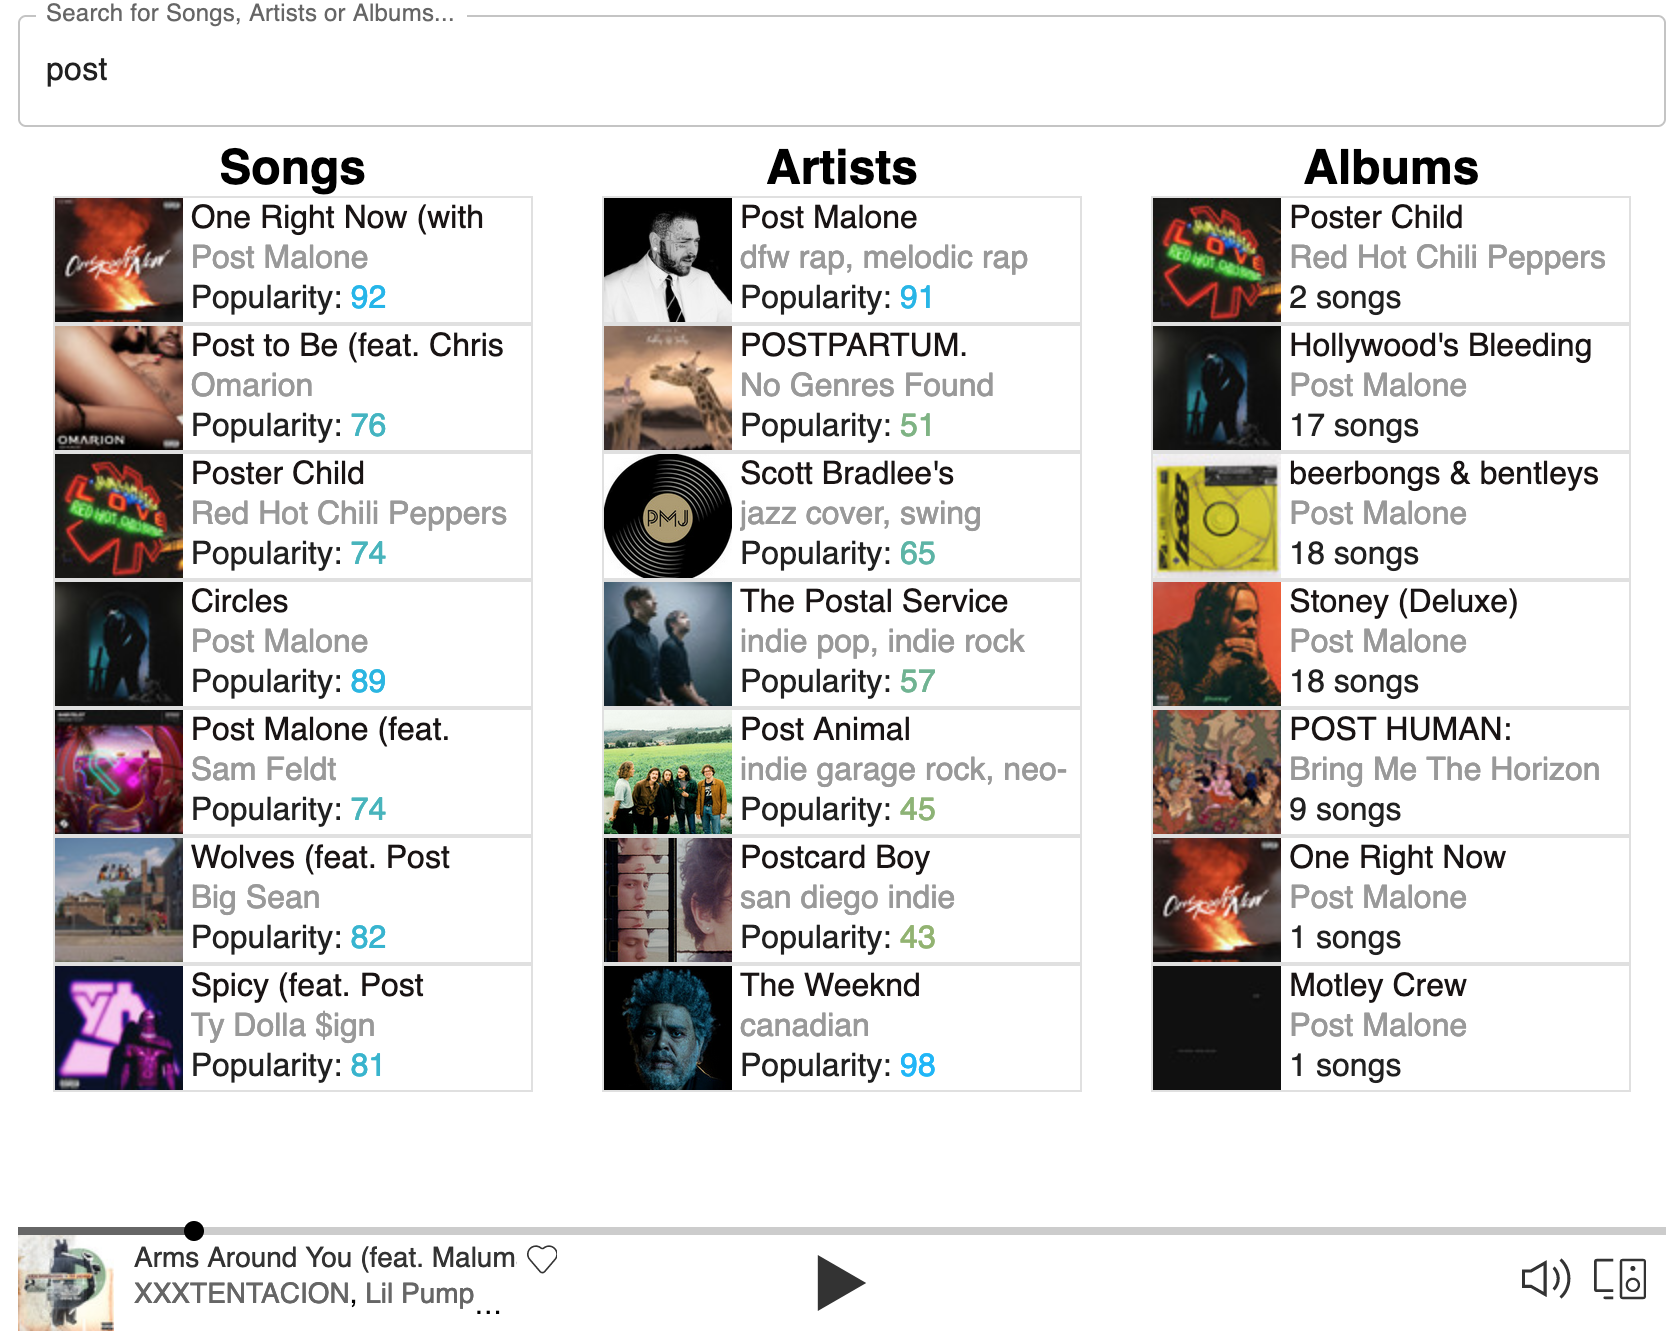 Search for Songs, Artists or Albums...
post
Songs
One Right Now (with
Post Malone
Popularity: 92
Post to Be (feat. Chris
Omarion
Popularity: 76
OMARION
Poster Child
Red Hot Chili Peppers
Popularity: 74
Circles
Post Malone
Popularity: 89
Post Malone (feat.
Sam Feldt
Popularity: 74
Wolves (feat. Post
Big Sean
Popularity: 82
Spicy (feat. Post
Ty Dolla $ign
Popularity: 81
Artists
Post Malone
dfw rap, melodic rap
Popularity: 91
POSTPARTUM.
No Genres Found
Popularity: 51
Scott Bradlee's
jazz cover, swing
Popularity: 65
PMJ
The Postal Service
indie pop, indie rock
Popularity: 57
Post Animal
indie garage rock, neo-
Popularity: 45
Postcard Boy
san diego indie
Popularity: 43
The Weeknd
canadian
Popularity: 98
Albums
Poster Child
Red Hot Chili Peppers
2 songs
Hollywood's Bleeding
Post Malone
17 songs
beerbongs & bentleys
Post Malone
18 songs
Stoney (Deluxe)
Post Malone
18 songs
POST HUMAN:
Bring Me The Horizon
9 songs
One Right Now
Post Malone
1 songs
Motley Crew
Post Malone
1 songs
Arms Around You (feat. Malum
XXXTENTACION, Lil Pump
...